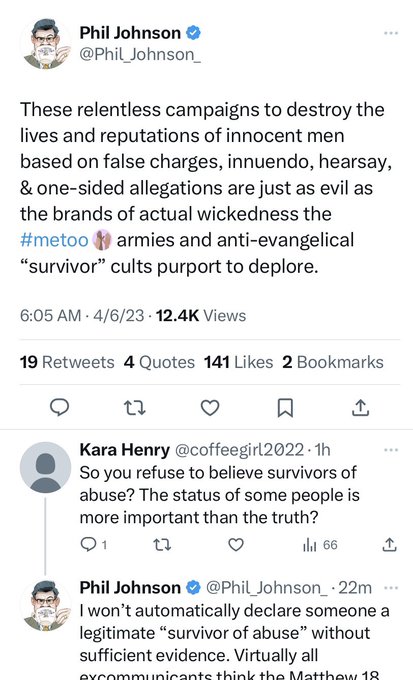 Phil Johnson
@Phil_Johnson_
These relentless campaigns to destroy the
lives and reputations of innocent men
based on false charges, innuendo, hearsay,
& one-sided allegations are just as evil as
the brands of actual wickedness the
#metoo armies and anti-evangelical
“survivor” cults purport to deplore.
6:05 AM · 4/6/23 · 12.4K Views
19 Retweets 4 Quotes 141 Likes 2 Bookmarks
Kara Henry @coffeegirl2022 · 1h
So you refuse to believe survivors of
abuse? The status of some people is
more important than the truth?
1 66
Phil Johnson @Phil_Johnson_ · 22m
I won’t automatically declare someone a
legitimate “survivor of abuse” without
sufficient evidence. Virtually all
excommunicants think the Matthew 18